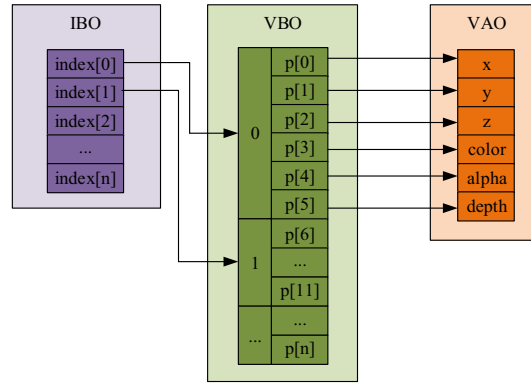 IBO
index[0]
index[1]
index[2]
...
index[n]
VBO
0
p[0]
p[1]
p[2]
p[3]
p[4]
p[5]
1
p[6]
...
p[11]
...
...
p[n]
VAO
x
y
z
color
alpha
depth